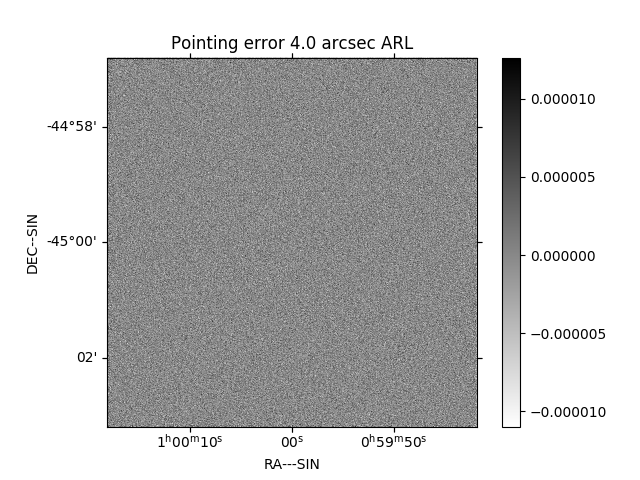 Pointing error 4.0 arcsec ARL
-44°58'
-45°00'
02'
DEC--SIN
1ʰ00ᵐ10ˢ
00ˢ
0ʰ59ᵐ50ˢ
RA---SIN
0.000010
0.000005
0.000000
−0.000005
−0.000010